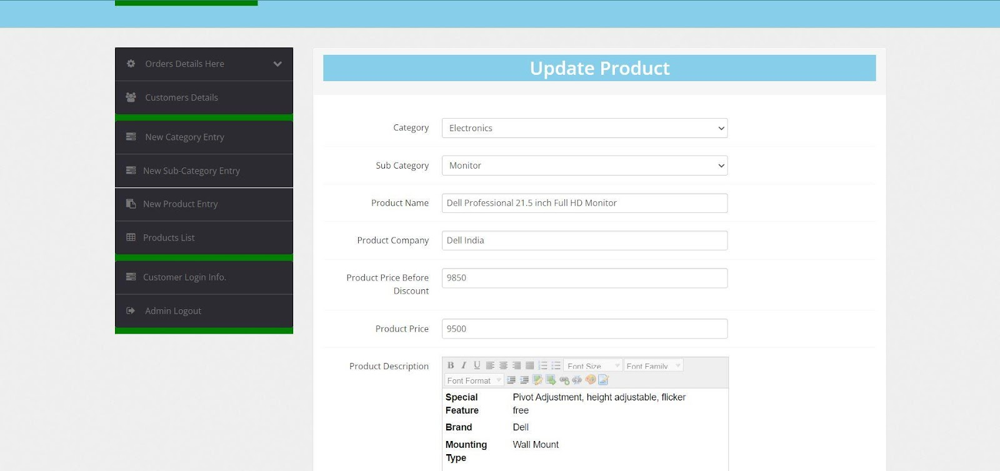 Orders Details Here
Customers Details
New Category Entry
New Sub-Category Entry
New Product Entry
Products List
Customer Login Info.
Admin Logout
Update Product
Category
Electronics
Sub Category
Monitor
Product Name
Dell Professional 21.5 inch Full HD Monitor
Product Company
Dell India
Product Price Before
Discount
9850
Product Price
9500
Product Description
B I U Font Size Font Family
Font Format
Special Pivot Adjustment, height adjustable, flicker
Feature free
Brand Dell
Mounting Wall Mount
Type